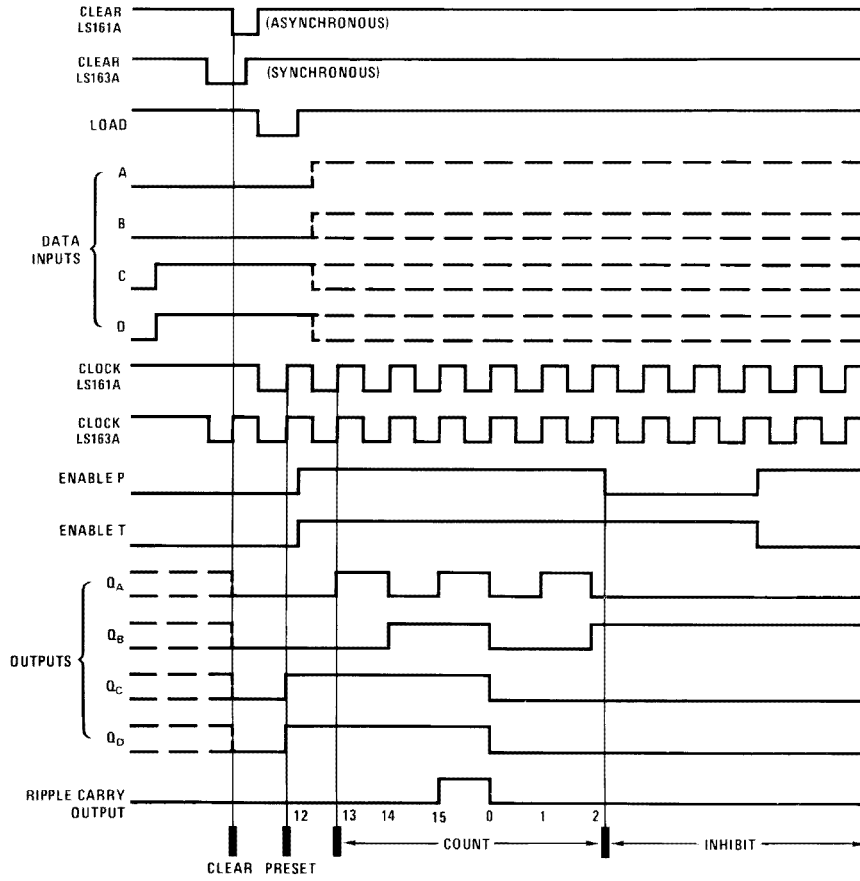 CLEAR
LS161A
(ASYNCHRONOUS)
CLEAR
LS163A
(SYNCHRONOUS)
LOAD
A
B
DATA
INPUTS
C
D
CLOCK
LS161A
CLOCK
LS163A
ENABLE P
ENABLE T
QA
QB
OUTPUTS
QC
QD
RIPPLE CARRY
OUTPUT
12 13 14 15 0 1 2
COUNT INHIBIT
CLEAR PRESET